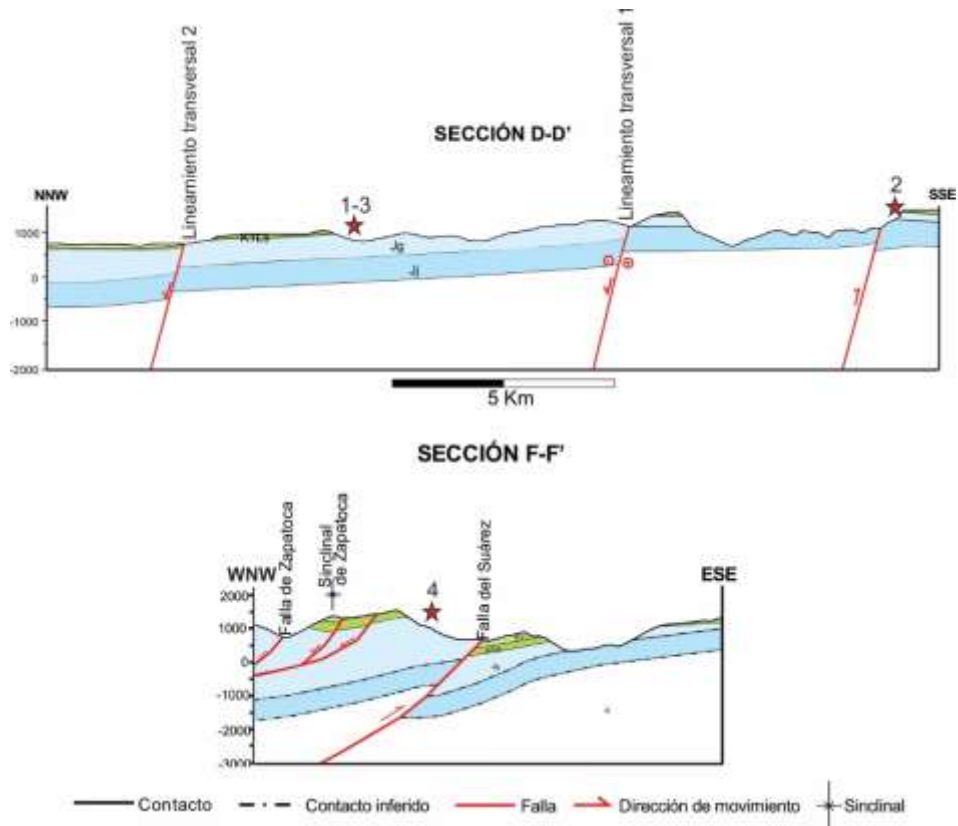 Lineamiento transversal 2
Lineamiento transversal 1
SECCIÓN D-D'
NNW
1-3
2
SSE
1000
0
-1000
-2000
Jg
Jj
5 Km
SECCIÓN F-F'
Falla de Zapatoca
Sinclinal
de Zapatoca
Falla del Suárez
WNW
4
ESE
2000
1000
0
-1000
-2000
-3000
Contacto
Contacto inferido
Falla
Dirección de movimiento
Sinclinal